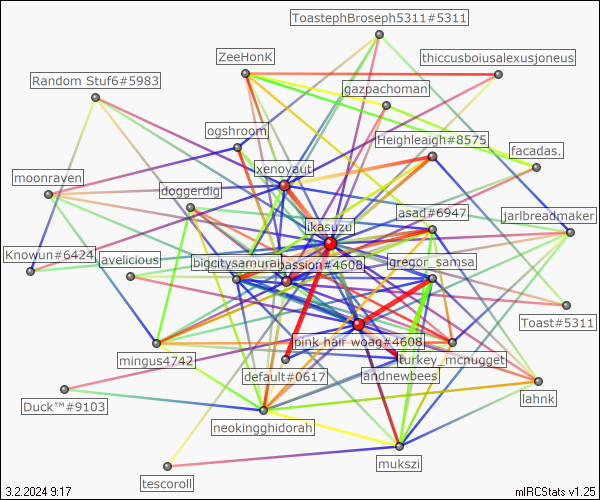 ToastephBroseph5311#5311
ZeeHonK
thiccusboiusalexusjoneus
Random Stuf6#5983
gazpachoman
ogshroom
Heighleaigh#8575
facadas.
xenovaut
moonraven
doggerdig
ikasuzu
asad#6947
jarlbreadmaker
Knowun#6424
avelicious
bigcitysamurai
passion#4608
gregor_samsa
Toast#5311
pink hair woag#4608
mingus4742
turkey_mcnugget
default#0617
andnewbees
lahnk
Duck™#9103
neokingghidorah
mukszi
tescoroll
3.2.2024 9:17
mIRCStats v1.25